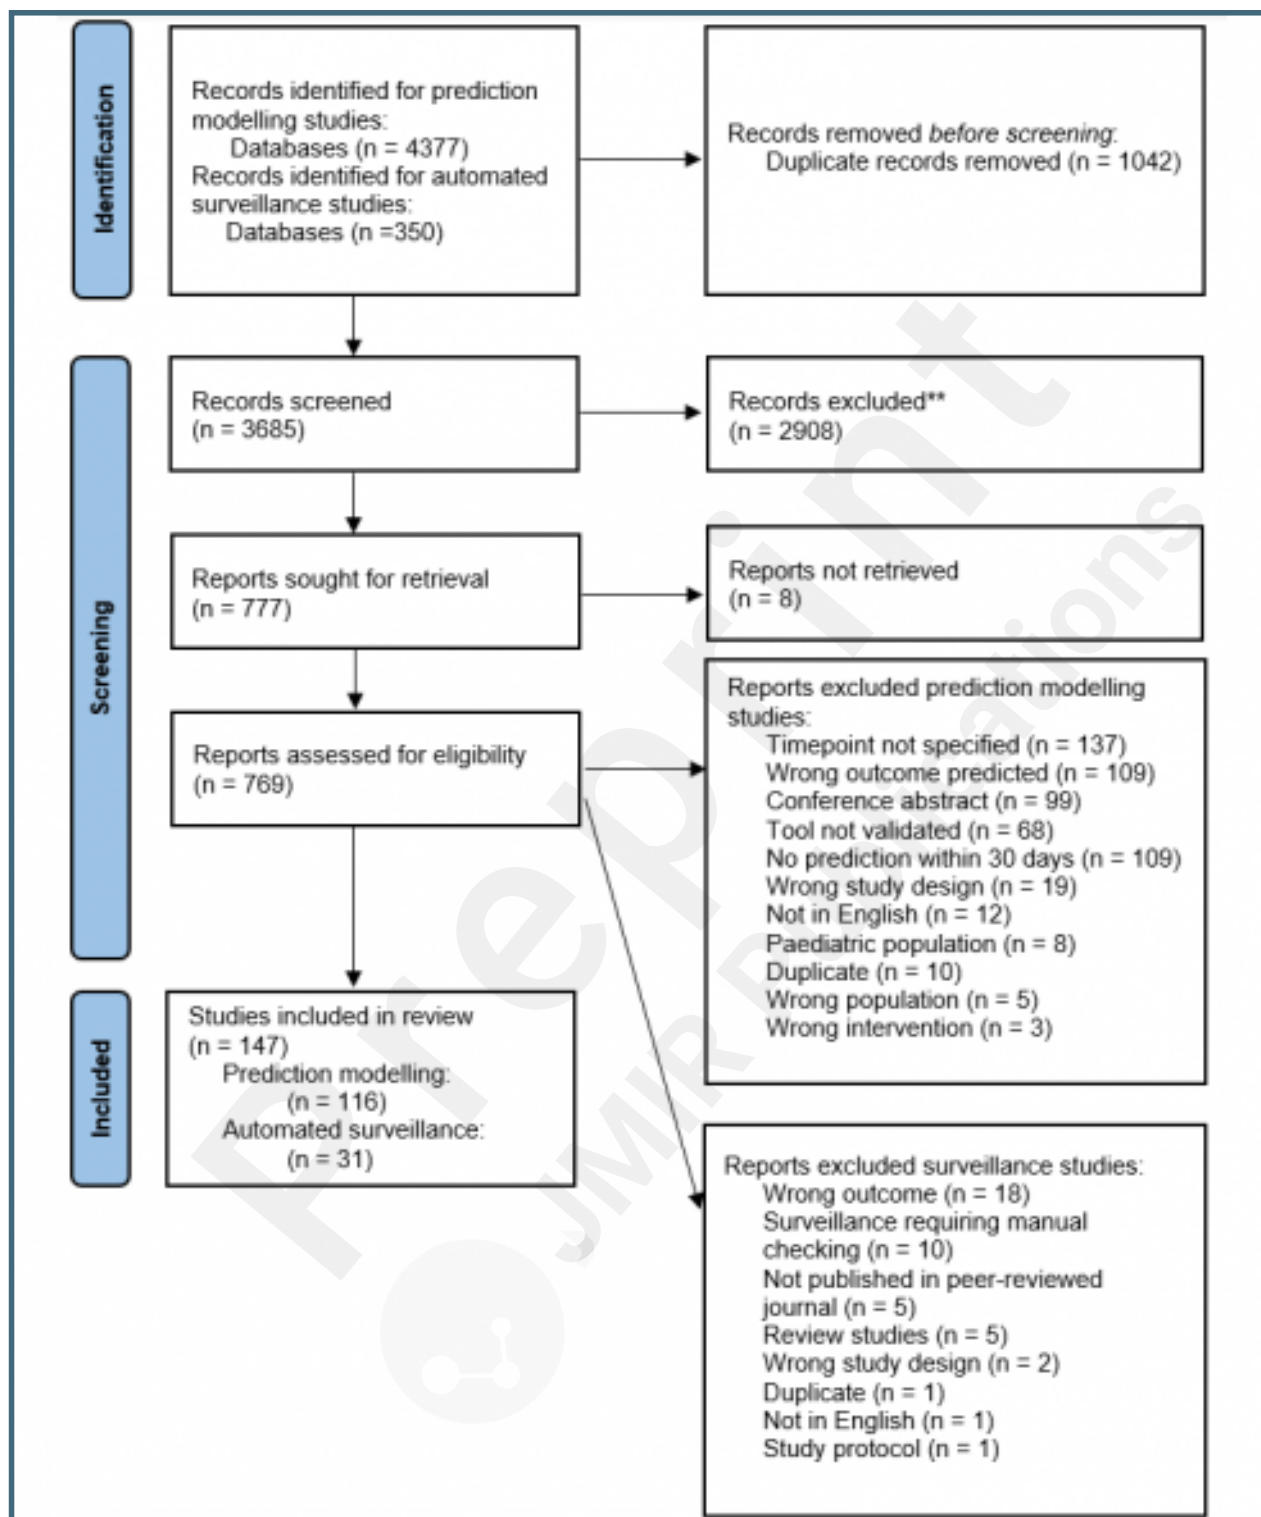 Identification
Records identified for prediction
modelling studies:
Databases (n = 4377)
Records identified for automated
surveillance studies:
Databases (n =350)
Records removed before screening:
Duplicate records removed (n = 1042)
Screening
Records screened
(n = 3685)
Records excluded**
(n = 2908)
Reports sought for retrieval
(n = 777)
Reports not retrieved
(n = 8)
Reports assessed for eligibility
(n = 769)
Reports excluded prediction modelling
studies:
Timepoint not specified (n = 137)
Wrong outcome predicted (n = 109)
Conference abstract (n = 99)
Tool not validated (n = 68)
No prediction within 30 days (n = 109)
Wrong study design (n = 19)
Not in English (n = 12)
Paediatric population (n = 8)
Duplicate (n = 10)
Wrong population (n = 5)
Wrong intervention (n = 3)
Included
Studies included in review
(n = 147)
Prediction modelling:
(n = 116)
Automated surveillance:
(n = 31)
Reports excluded surveillance studies:
Wrong outcome (n = 18)
Surveillance requiring manual
checking (n = 10)
Not published in peer-reviewed
journal (n = 5)
Review studies (n = 5)
Wrong study design (n = 2)
Duplicate (n = 1)
Not in English (n = 1)
Study protocol (n = 1)
Preprint
JMIR Publications